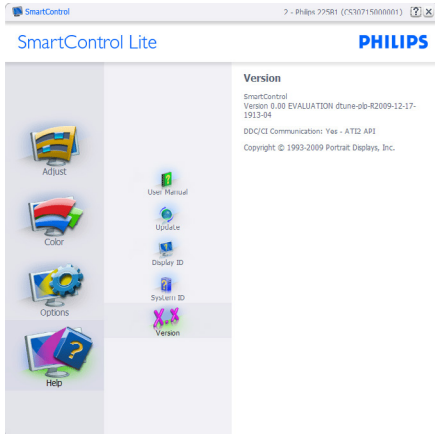 SmartControl
2 - Philips 225B1 (CS30715000001)
SmartControl Lite
PHILIPS
Adjust
Color
Options
Help
User Manual
Update
Display ID
System ID
Version
Version
SmartControl
Version 0.00 EVALUATION dtune-plp-R2009-12-17-
1913-04
DDC/CI Communication: Yes - ATI2 API
Copyright © 1993-2009 Portrait Displays, Inc.